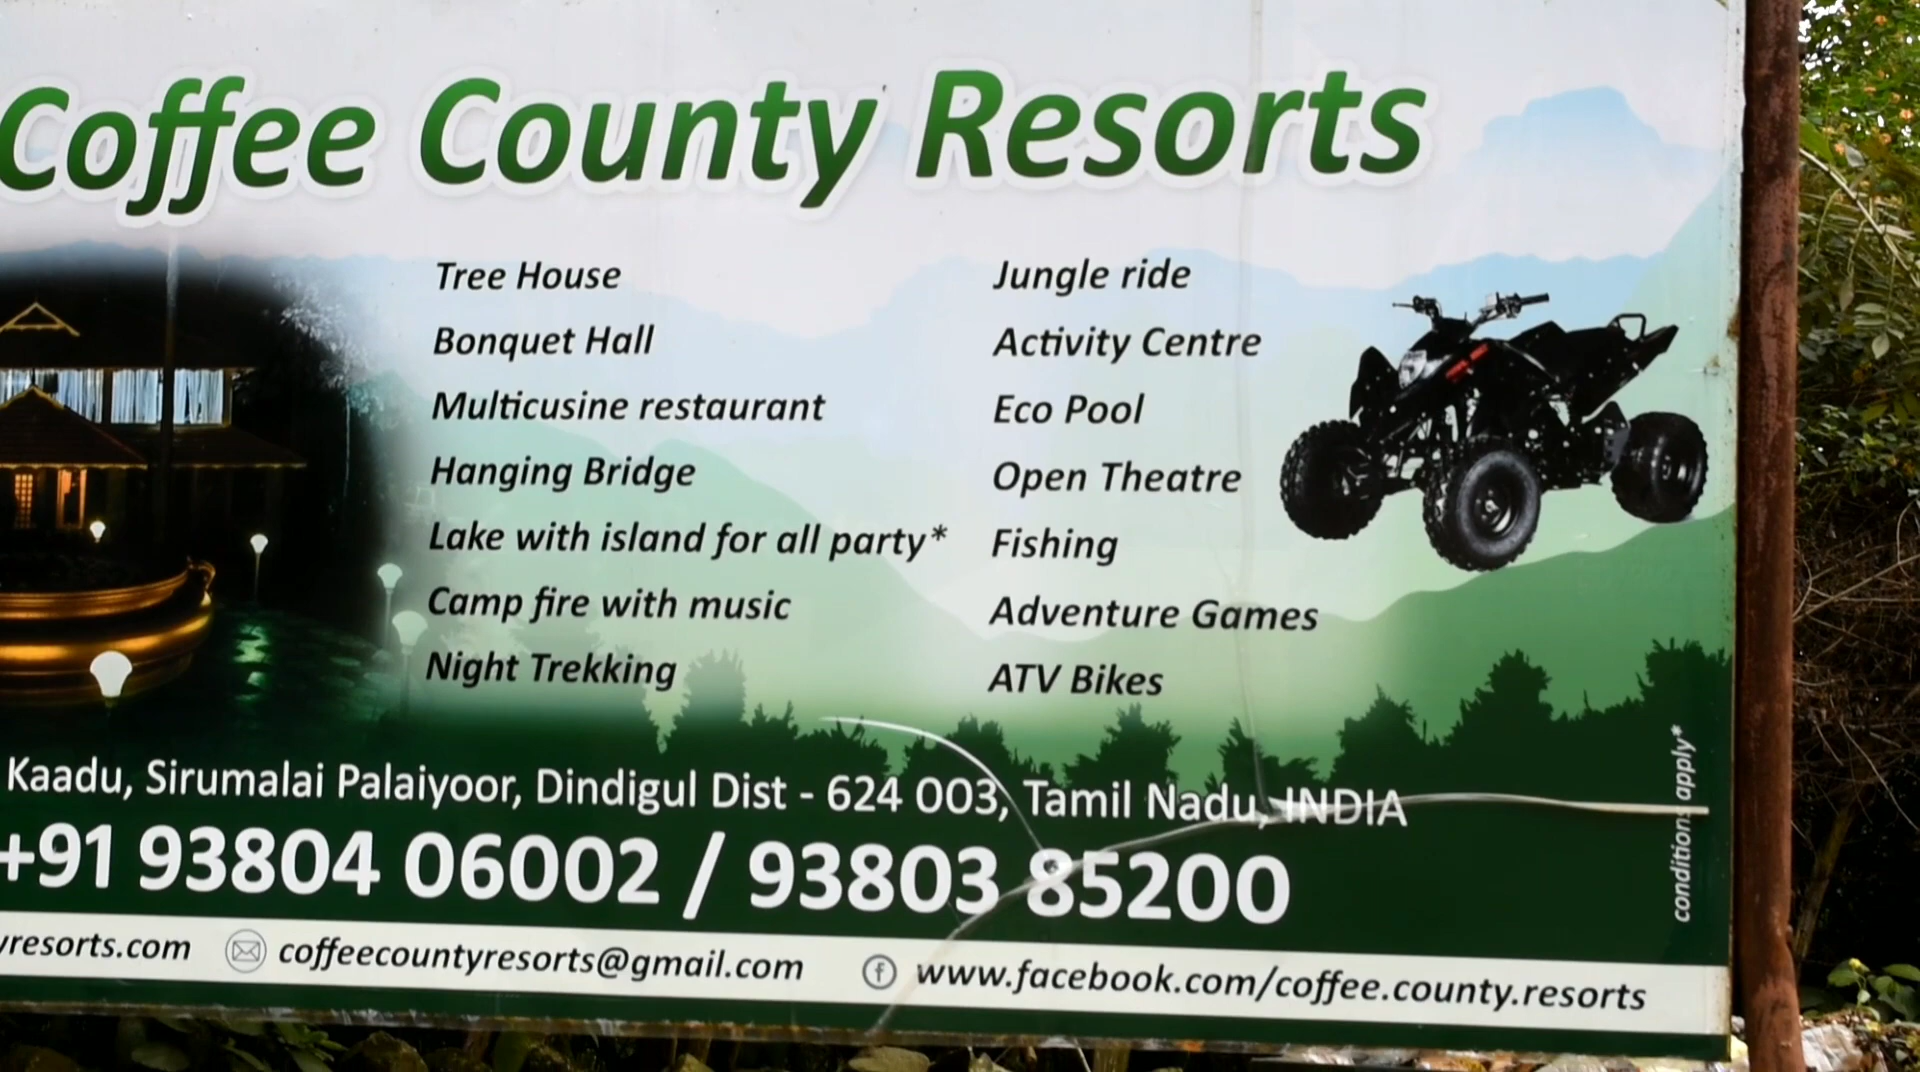 Coffee County Resorts
Tree House
Bonquet Hall
Multicusine restaurant
Hanging Bridge
Lake with island for all party*
Camp fire with music
Night Trekking
Jungle ride
Activity Centre
Eco Pool
Open Theatre
Fishing
Adventure Games
ATV Bikes
conditions apply*
Kaadu, Sirumalai Palaiyoor, Dindigul Dist - 624 003, Tamil Nadu, INDIA
+91 93804 06002 / 93803 85200
yresorts.com coffeecountyresorts@gmail.com www.facebook.com/coffee.county.resorts